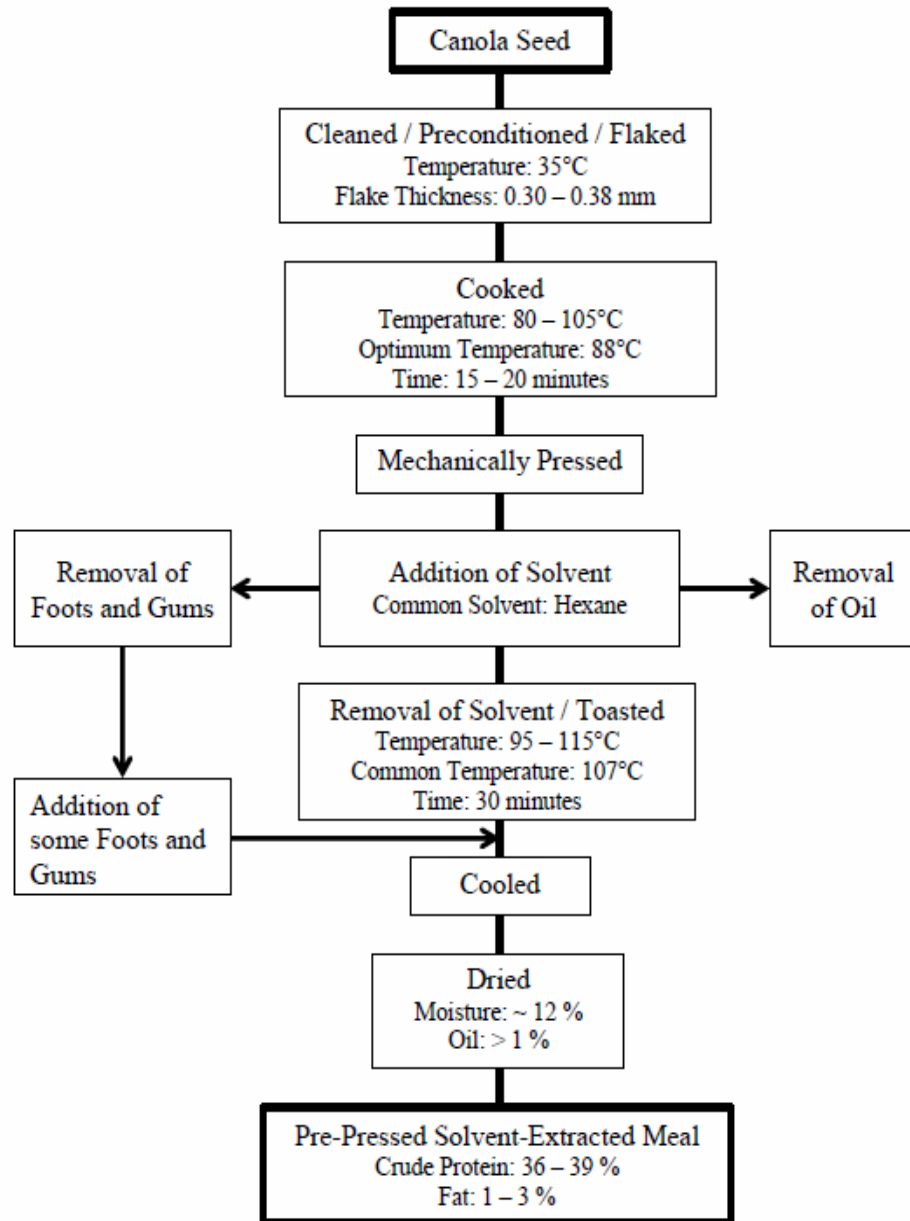 Canola Seed
Cleaned / Preconditioned / Flaked
Temperature: 35°C
Flake Thickness: 0.30 – 0.38 mm
Cooked
Temperature: 80 – 105°C
Optimum Temperature: 88°C
Time: 15 – 20 minutes
Mechanically Pressed
Removal of
Foots and Gums
Addition of Solvent
Common Solvent: Hexane
Removal
of Oil
Removal of Solvent / Toasted
Temperature: 95 – 115°C
Common Temperature: 107°C
Time: 30 minutes
Addition of
some Foots and
Gums
Cooled
Dried
Moisture: ~ 12 %
Oil: > 1 %
Pre-Pressed Solvent-Extracted Meal
Crude Protein: 36 – 39 %
Fat: 1 – 3 %